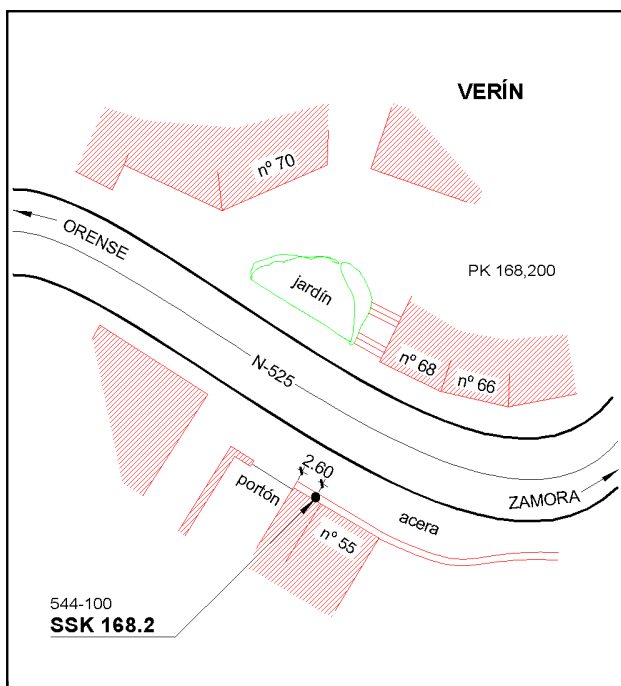 VERÍN
nº 70
ORENSE
PK 168,200
jardín
N-525
nº 68
nº 66
2.60
portón
ZAMORA
acera
nº 55
544-100
SSK 168.2